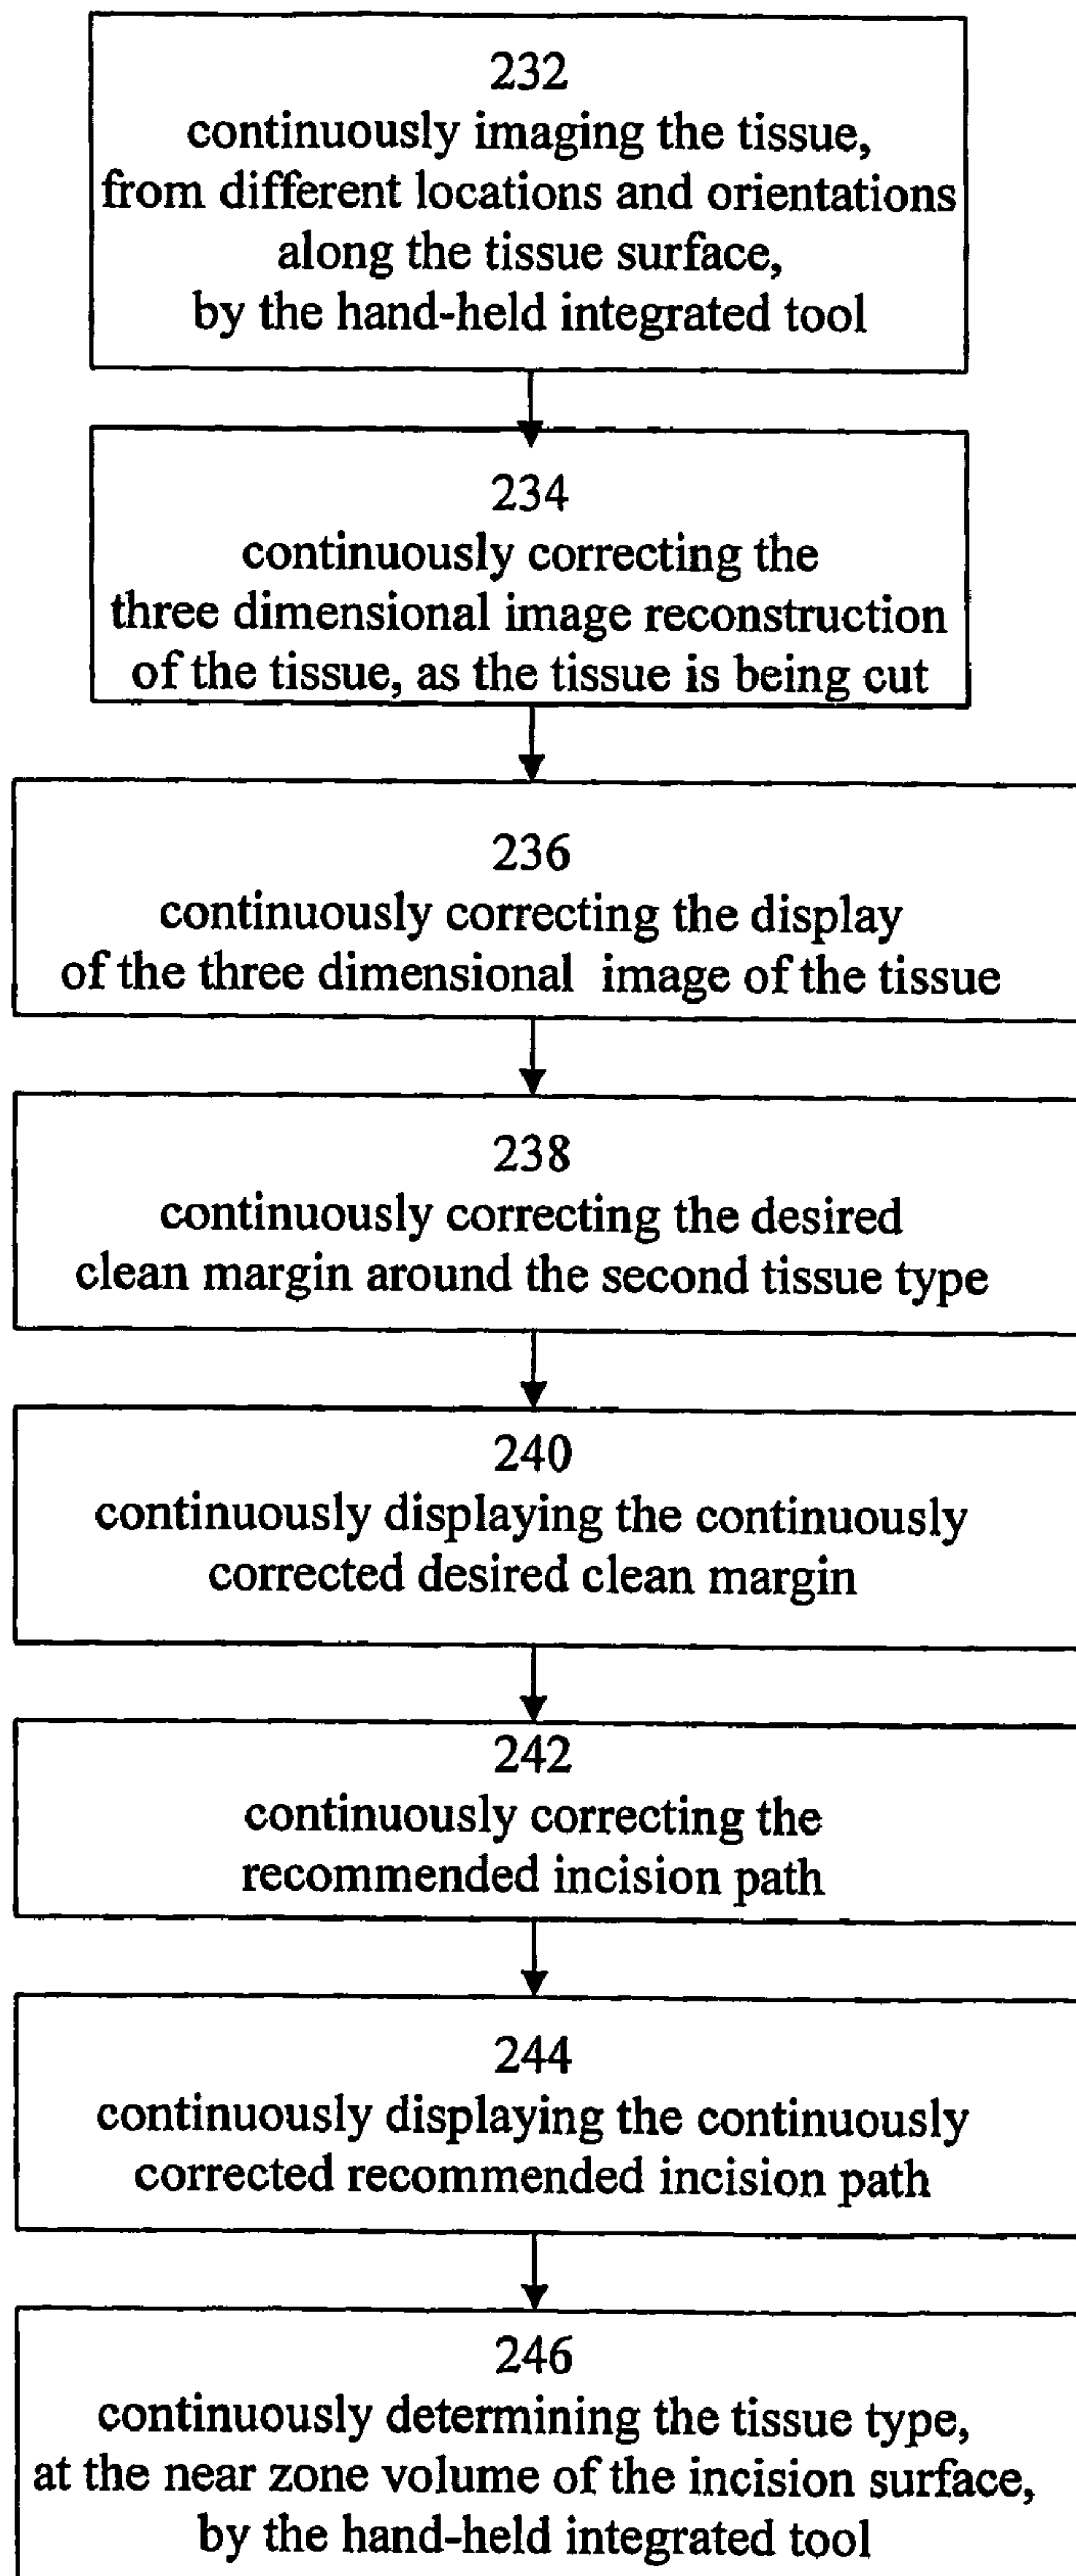 232
continuously imaging the tissue,
from different locations and orientations
along the tissue surface,
by the hand-held integrated tool
234
continuously correcting the
three dimensional image reconstruction
of the tissue, as the tissue is being cut
236
continuously correcting the display
of the three dimensional image of the tissue
238
continuously correcting the desired
clean margin around the second tissue type
240
continuously displaying the continuously
corrected desired clean margin
242
continuously correcting the
recommended incision path
244
continuously displaying the continuously
corrected recommended incision path
246
continuously determining the tissue type,
at the near zone volume of the incision surface,
by the hand-held integrated tool